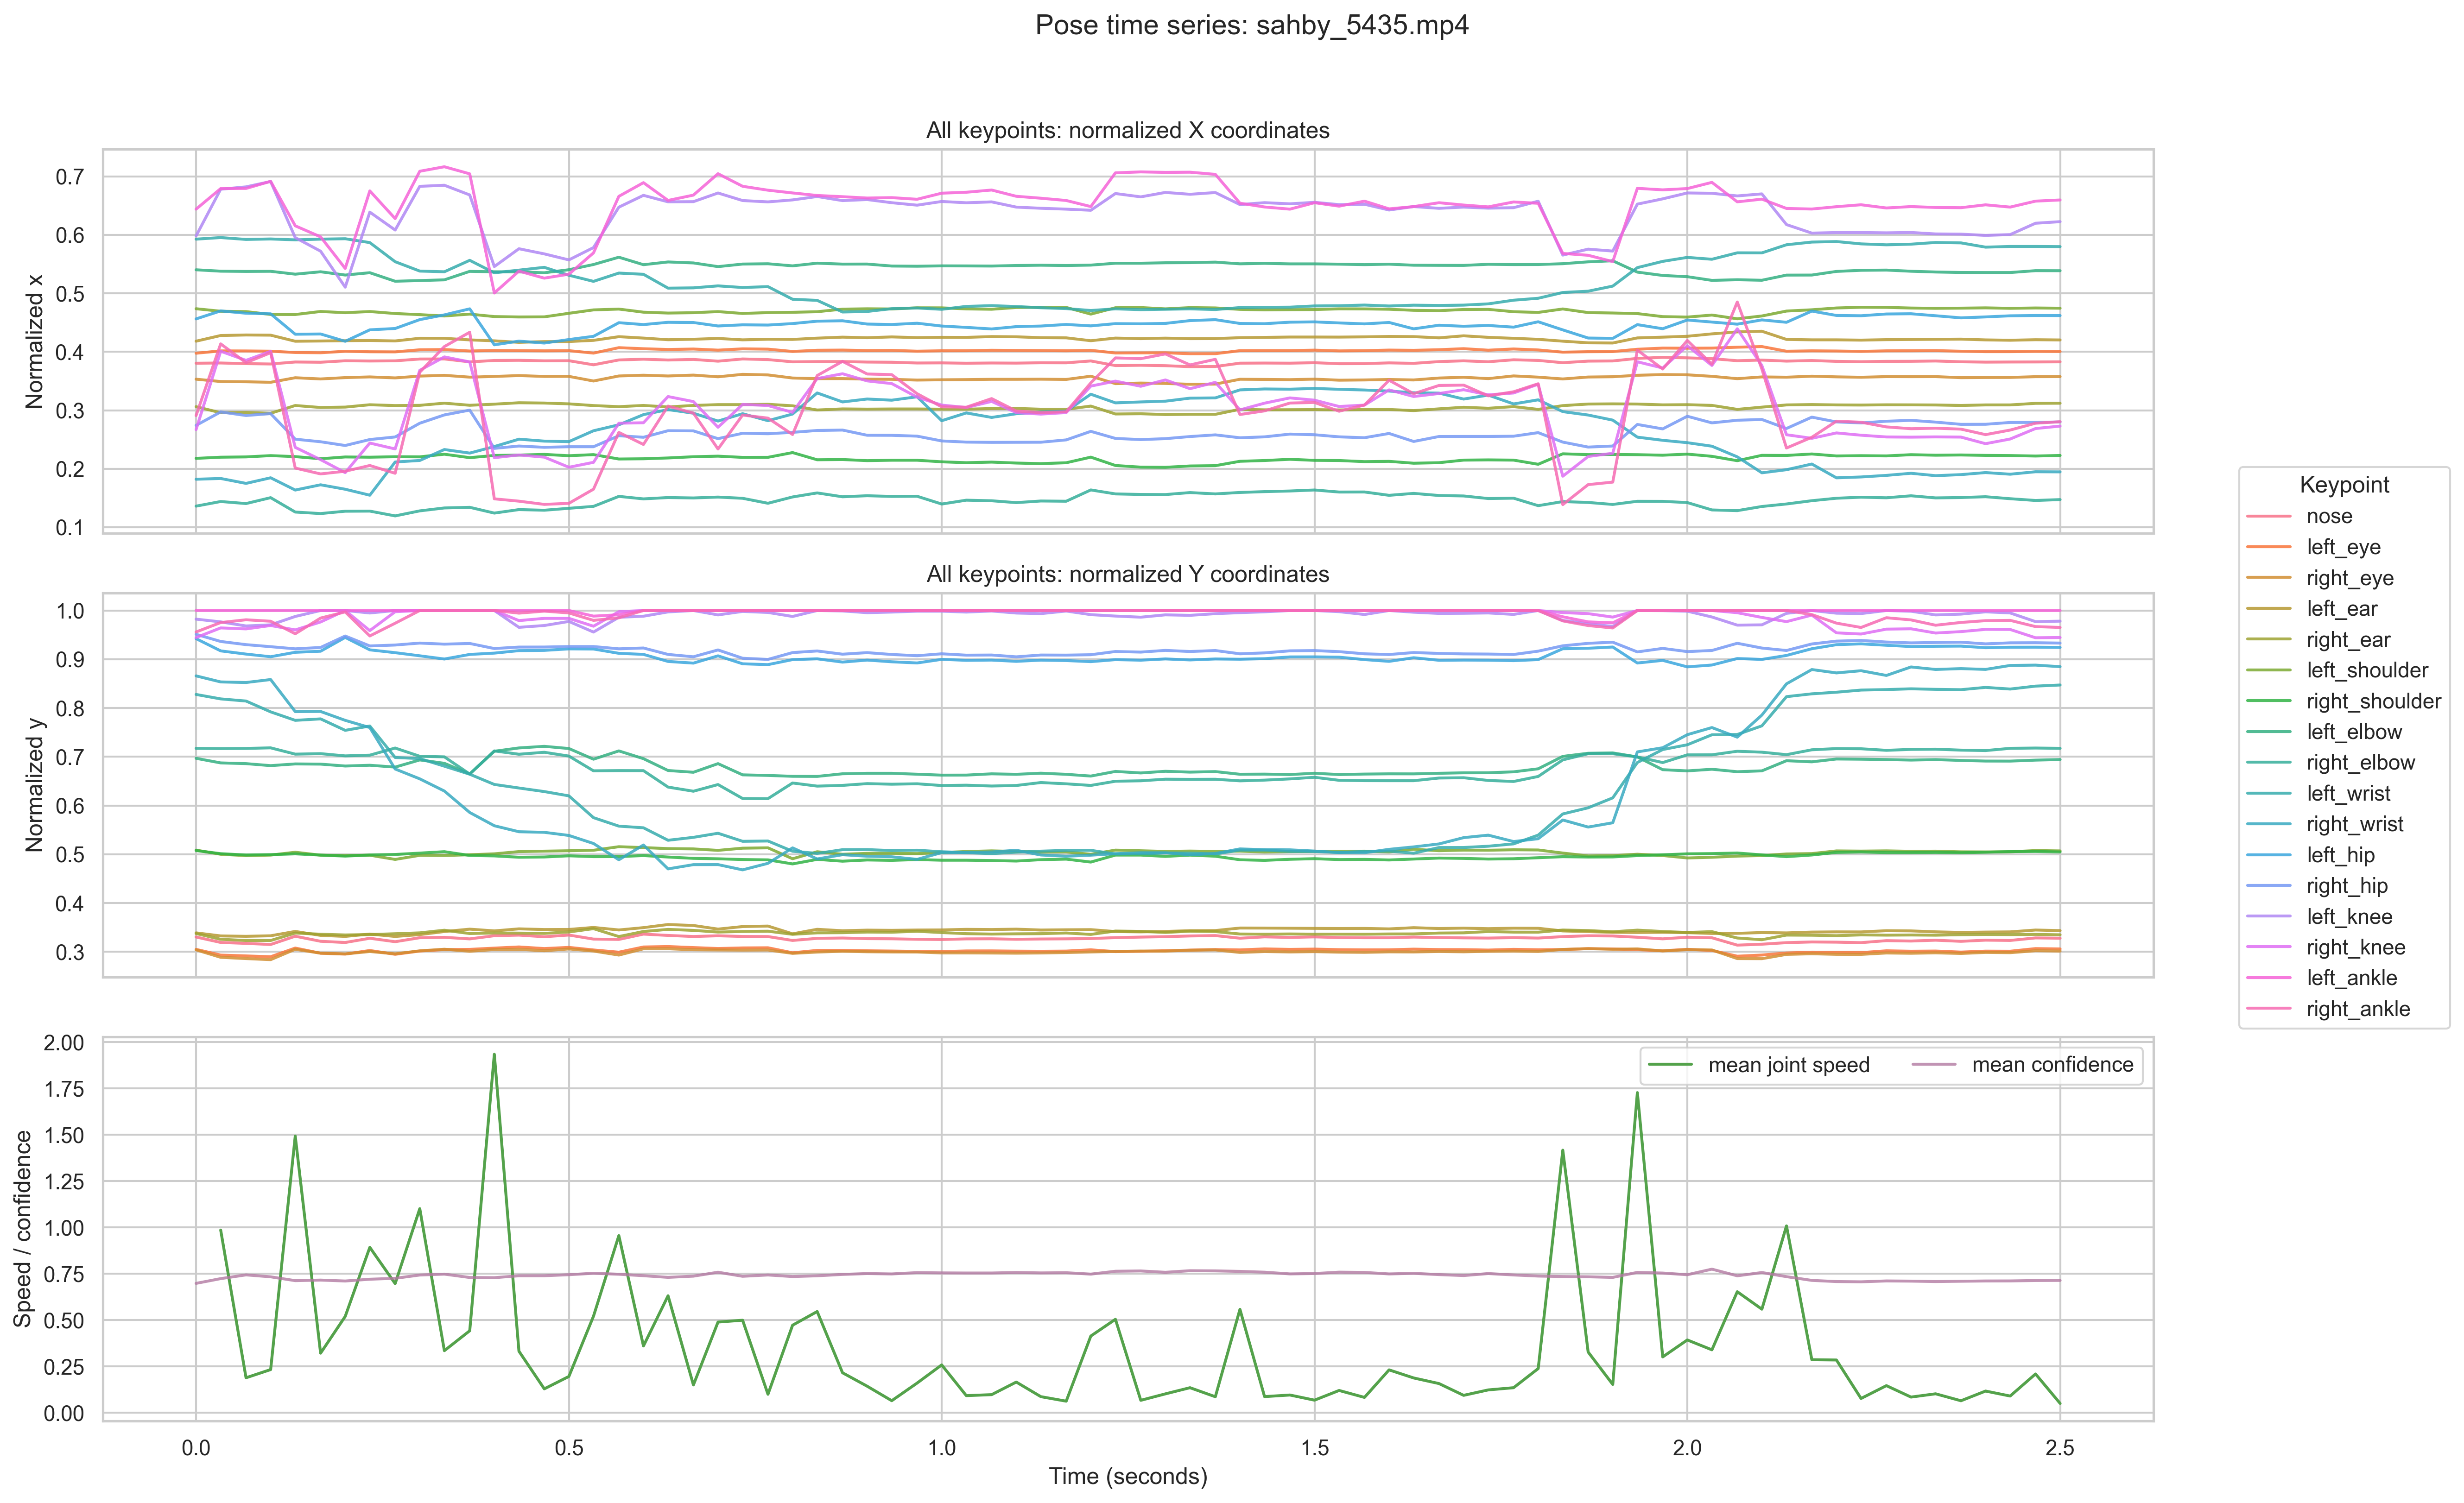 Pose time series: sahby_5435.mp4
All keypoints: normalized X coordinates
Normalized x
0.7
0.6
0.5
0.4
0.3
0.2
0.1
All keypoints: normalized Y coordinates
Normalized y
1.0
0.9
0.8
0.7
0.6
0.5
0.4
0.3
Keypoint
nose
left_eye
right_eye
left_ear
right_ear
left_shoulder
right_shoulder
left_elbow
right_elbow
left_wrist
right_wrist
left_hip
right_hip
left_knee
right_knee
left_ankle
right_ankle
Speed / confidence
2.00
1.75
1.50
1.25
1.00
0.75
0.50
0.25
0.00
mean joint speed mean confidence
0.0 0.5 1.0 1.5 2.0 2.5
Time (seconds)